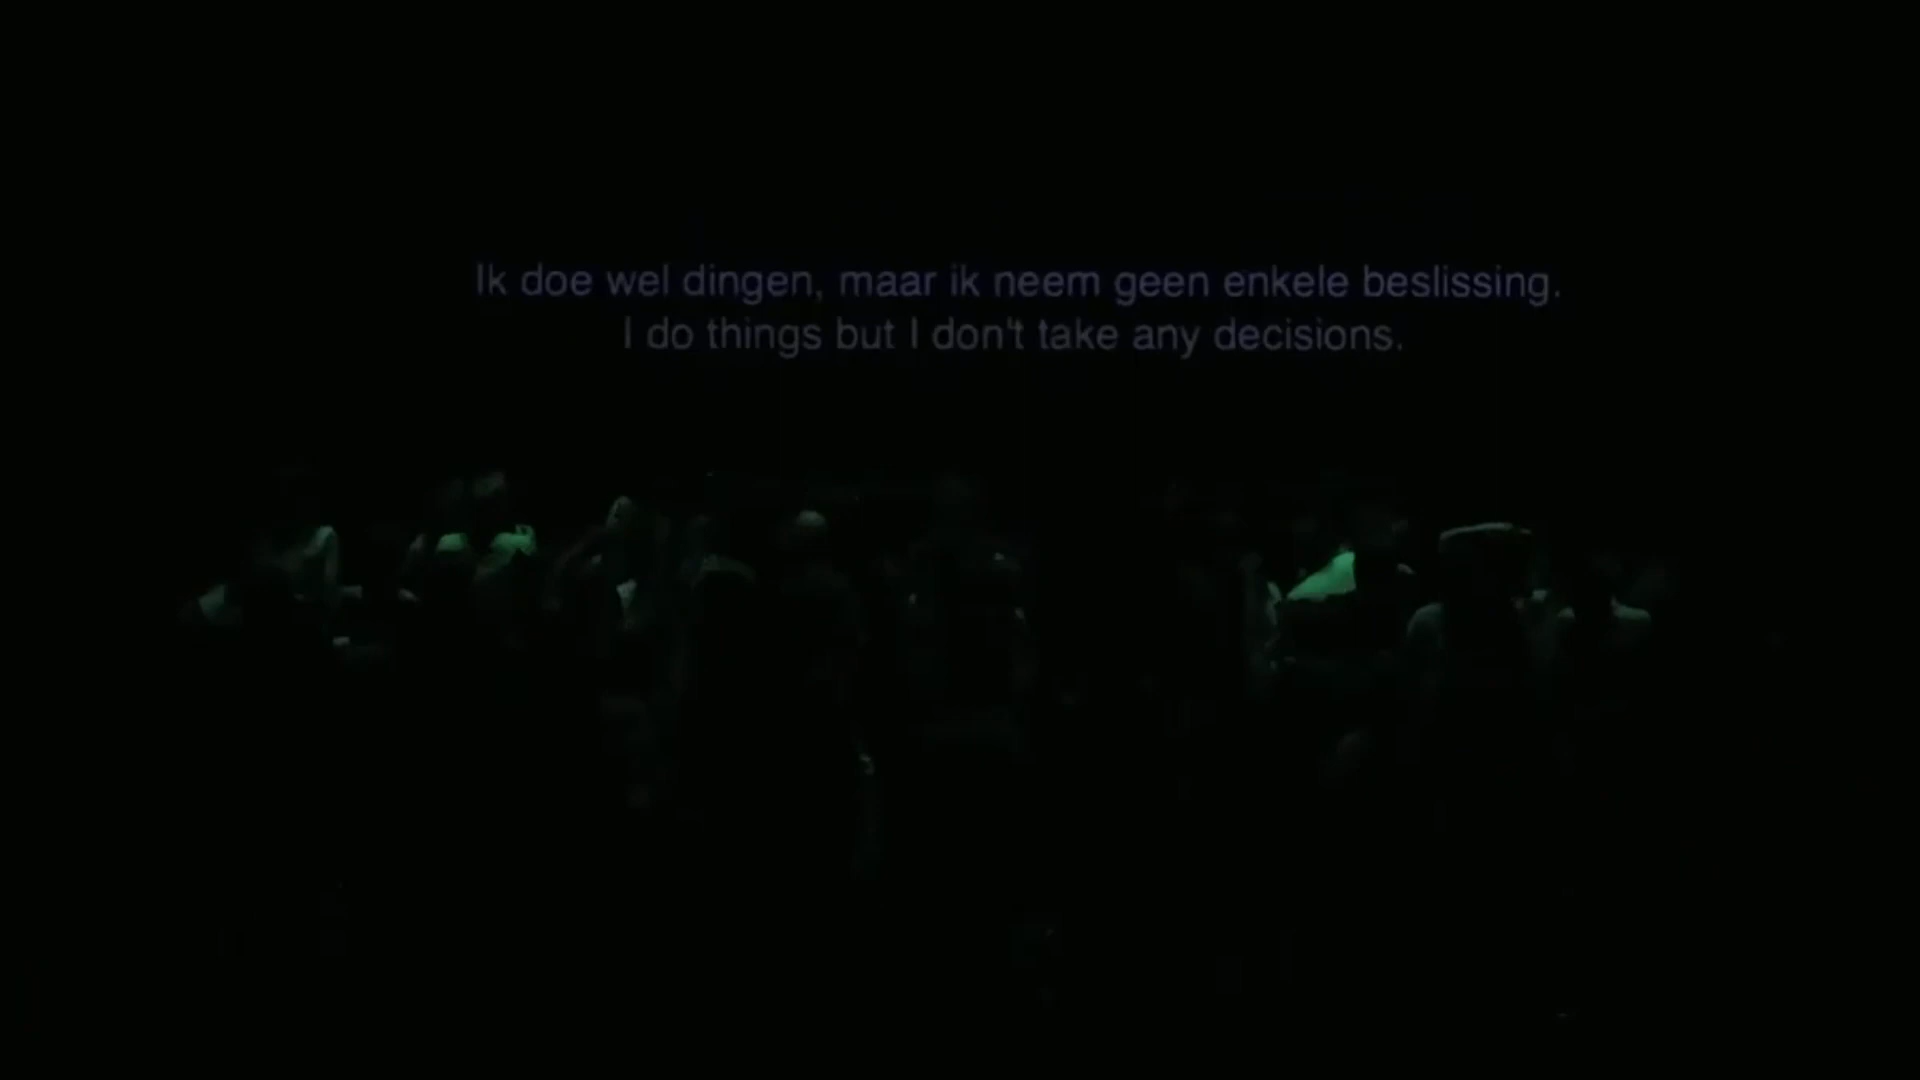 Ik doe wel dingen, maar ik neem geen enkele beslissing.
I do things but I don't take any decisions.